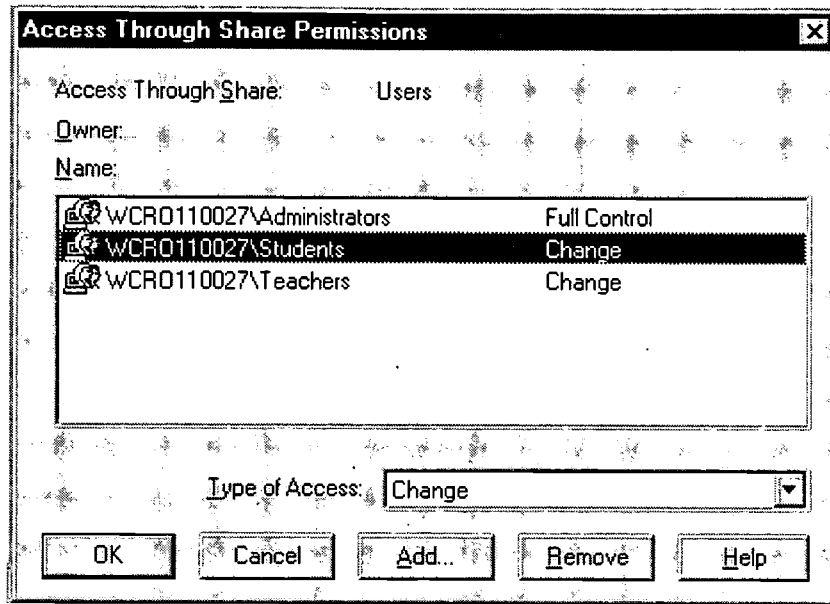 Access Through Share Permissions
Access Through Share: Users
Owner:
Name:
WCRO110027\Administrators Full Control
WCRO110027\Students Change
WCRO110027\Teachers Change
Type of Access: Change
OK Cancel Add... Remove Help